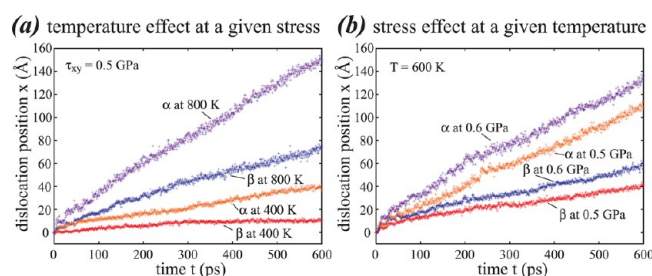 (a) temperature effect at a given stress
160
140
120
100
80
60
40
20
0
dislocation position x (Å)
τxy = 0.5 GPa
α at 800 K
β at 800 K
α at 400 K
β at 400 K
0 100 200 300 400 500 600
time t (ps)
(b) stress effect at a given temperature
160
140
120
100
80
60
40
20
0
dislocation position x (Å)
T = 600 K
α at 0.6 GPa
α at 0.5 GPa
β at 0.6 GPa
β at 0.5 GPa
0 100 200 300 400 500 600
time t (ps)